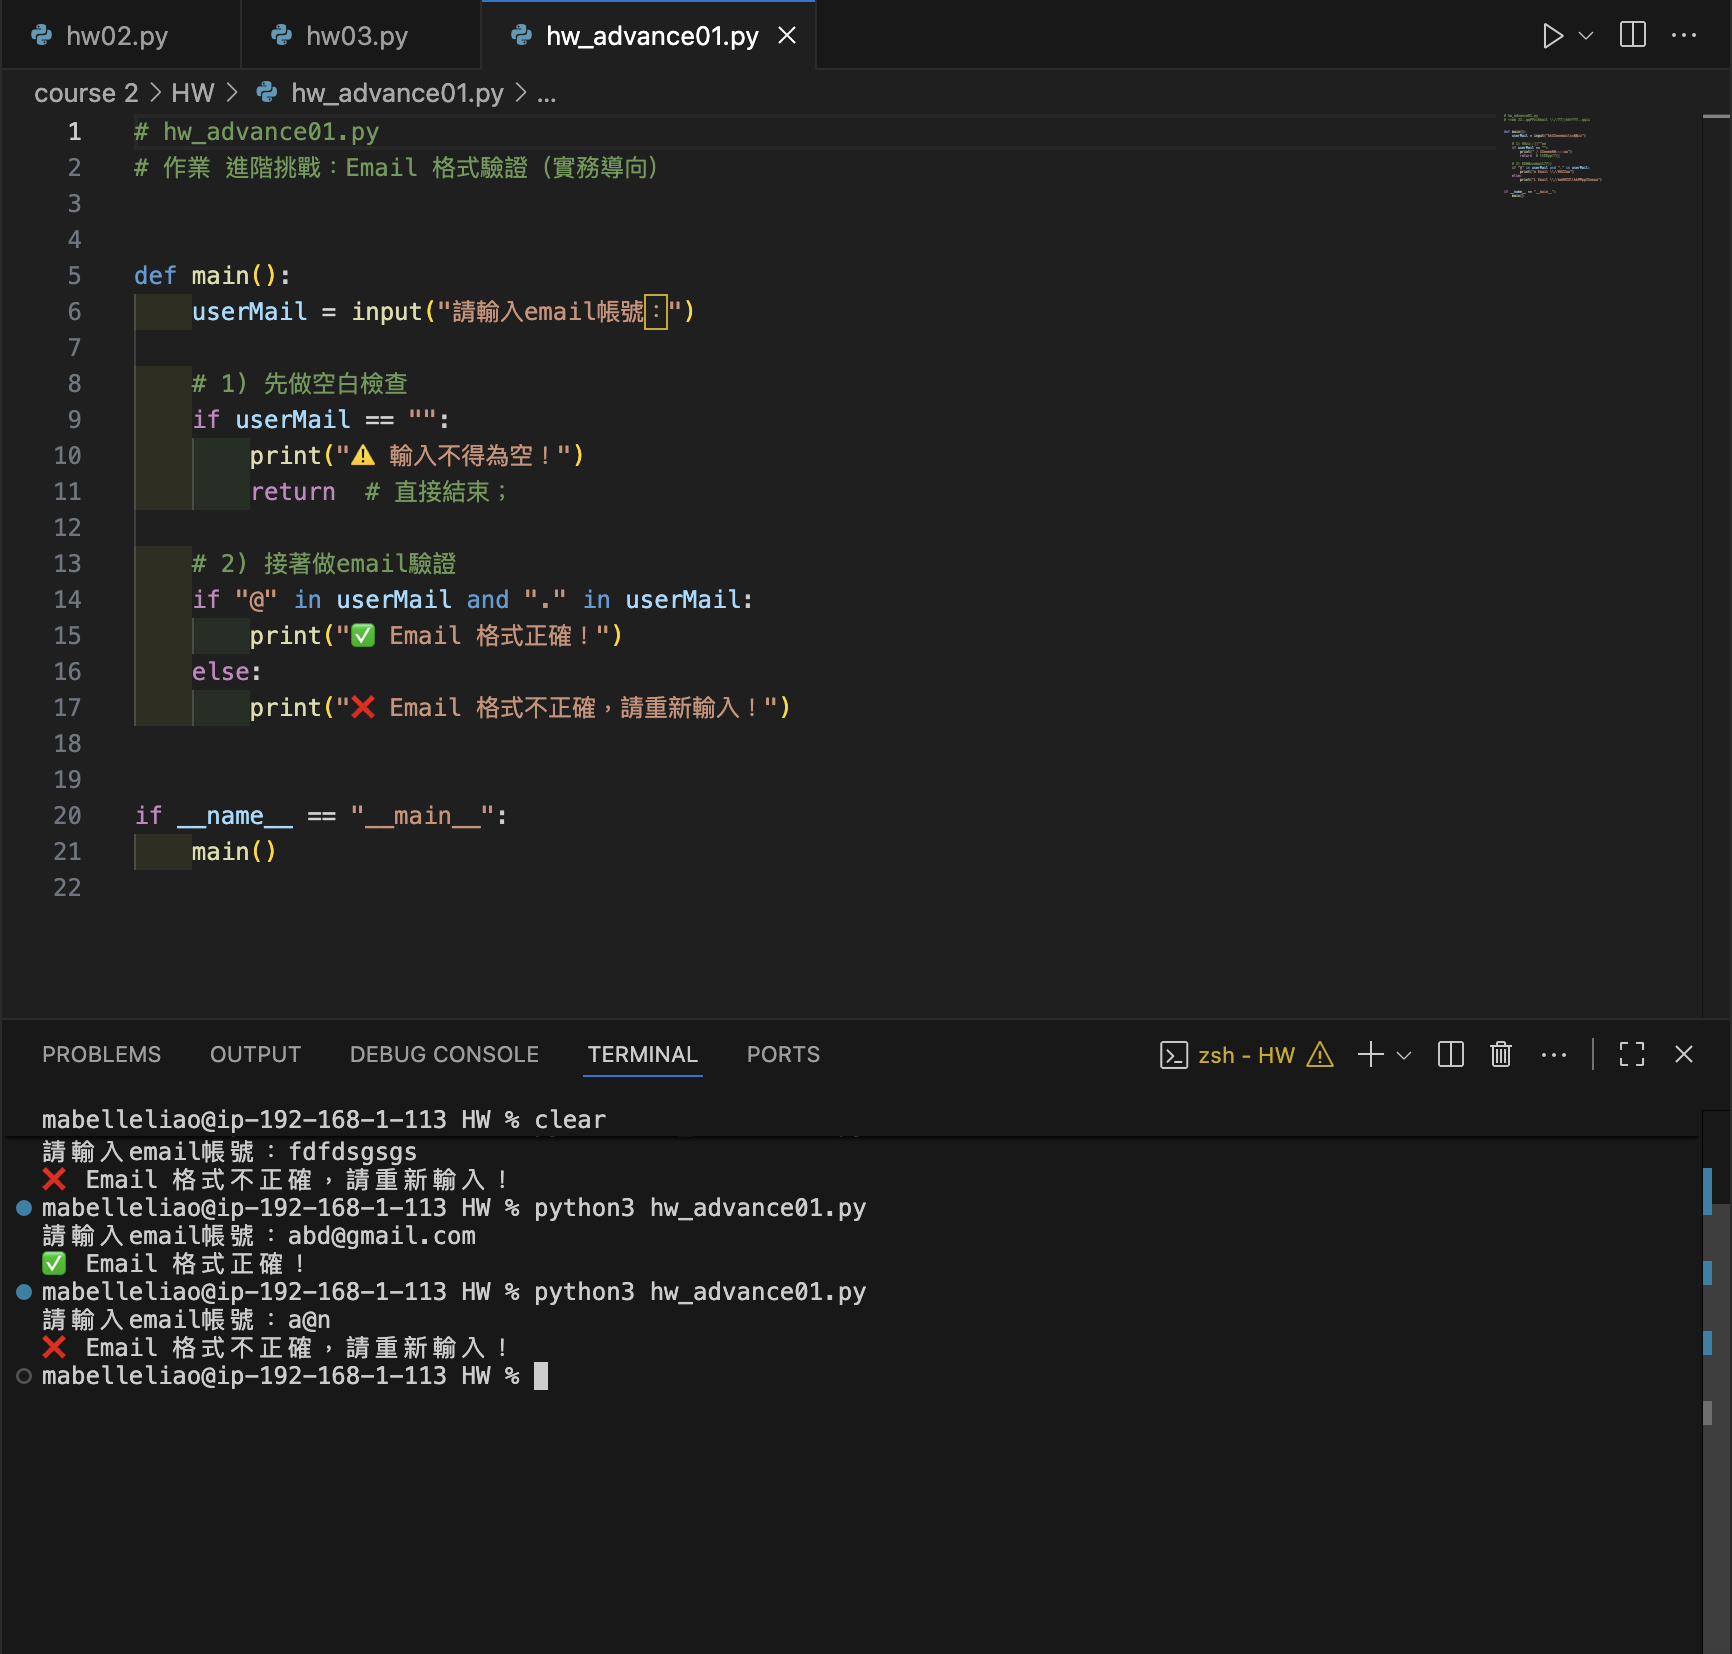 hw02.py hw03.py hw_advance01.py
course 2 > HW > hw_advance01.py > ...
1 # hw_advance01.py
2 # 作業 進階挑戰：Email 格式驗證（實務導向）
3
4
5 def main():
6 userMail = input("請輸入email帳號：")
7
8 # 1) 先做空白檢查
9 if userMail == "":
10 print("⚠️ 輸入不得為空！")
11 return # 直接結束；
12
13 # 2) 接著做email驗證
14 if "@" in userMail and "." in userMail:
15 print("✅ Email 格式正確！")
16 else:
17 print("❌ Email 格式不正確，請重新輸入！")
18
19
20 if __name__ == "__main__":
21 main()
22
PROBLEMS OUTPUT DEBUG CONSOLE TERMINAL PORTS zsh - HW
mabelleliao@ip-192-168-1-113 HW % clear
請輸入email帳號：fdfdsgsgs
❌ Email 格式不正確，請重新輸入！
mabelleliao@ip-192-168-1-113 HW % python3 hw_advance01.py
請輸入email帳號：abd@gmail.com
✅ Email 格式正確！
mabelleliao@ip-192-168-1-113 HW % python3 hw_advance01.py
請輸入email帳號：a@n
❌ Email 格式不正確，請重新輸入！
mabelleliao@ip-192-168-1-113 HW %